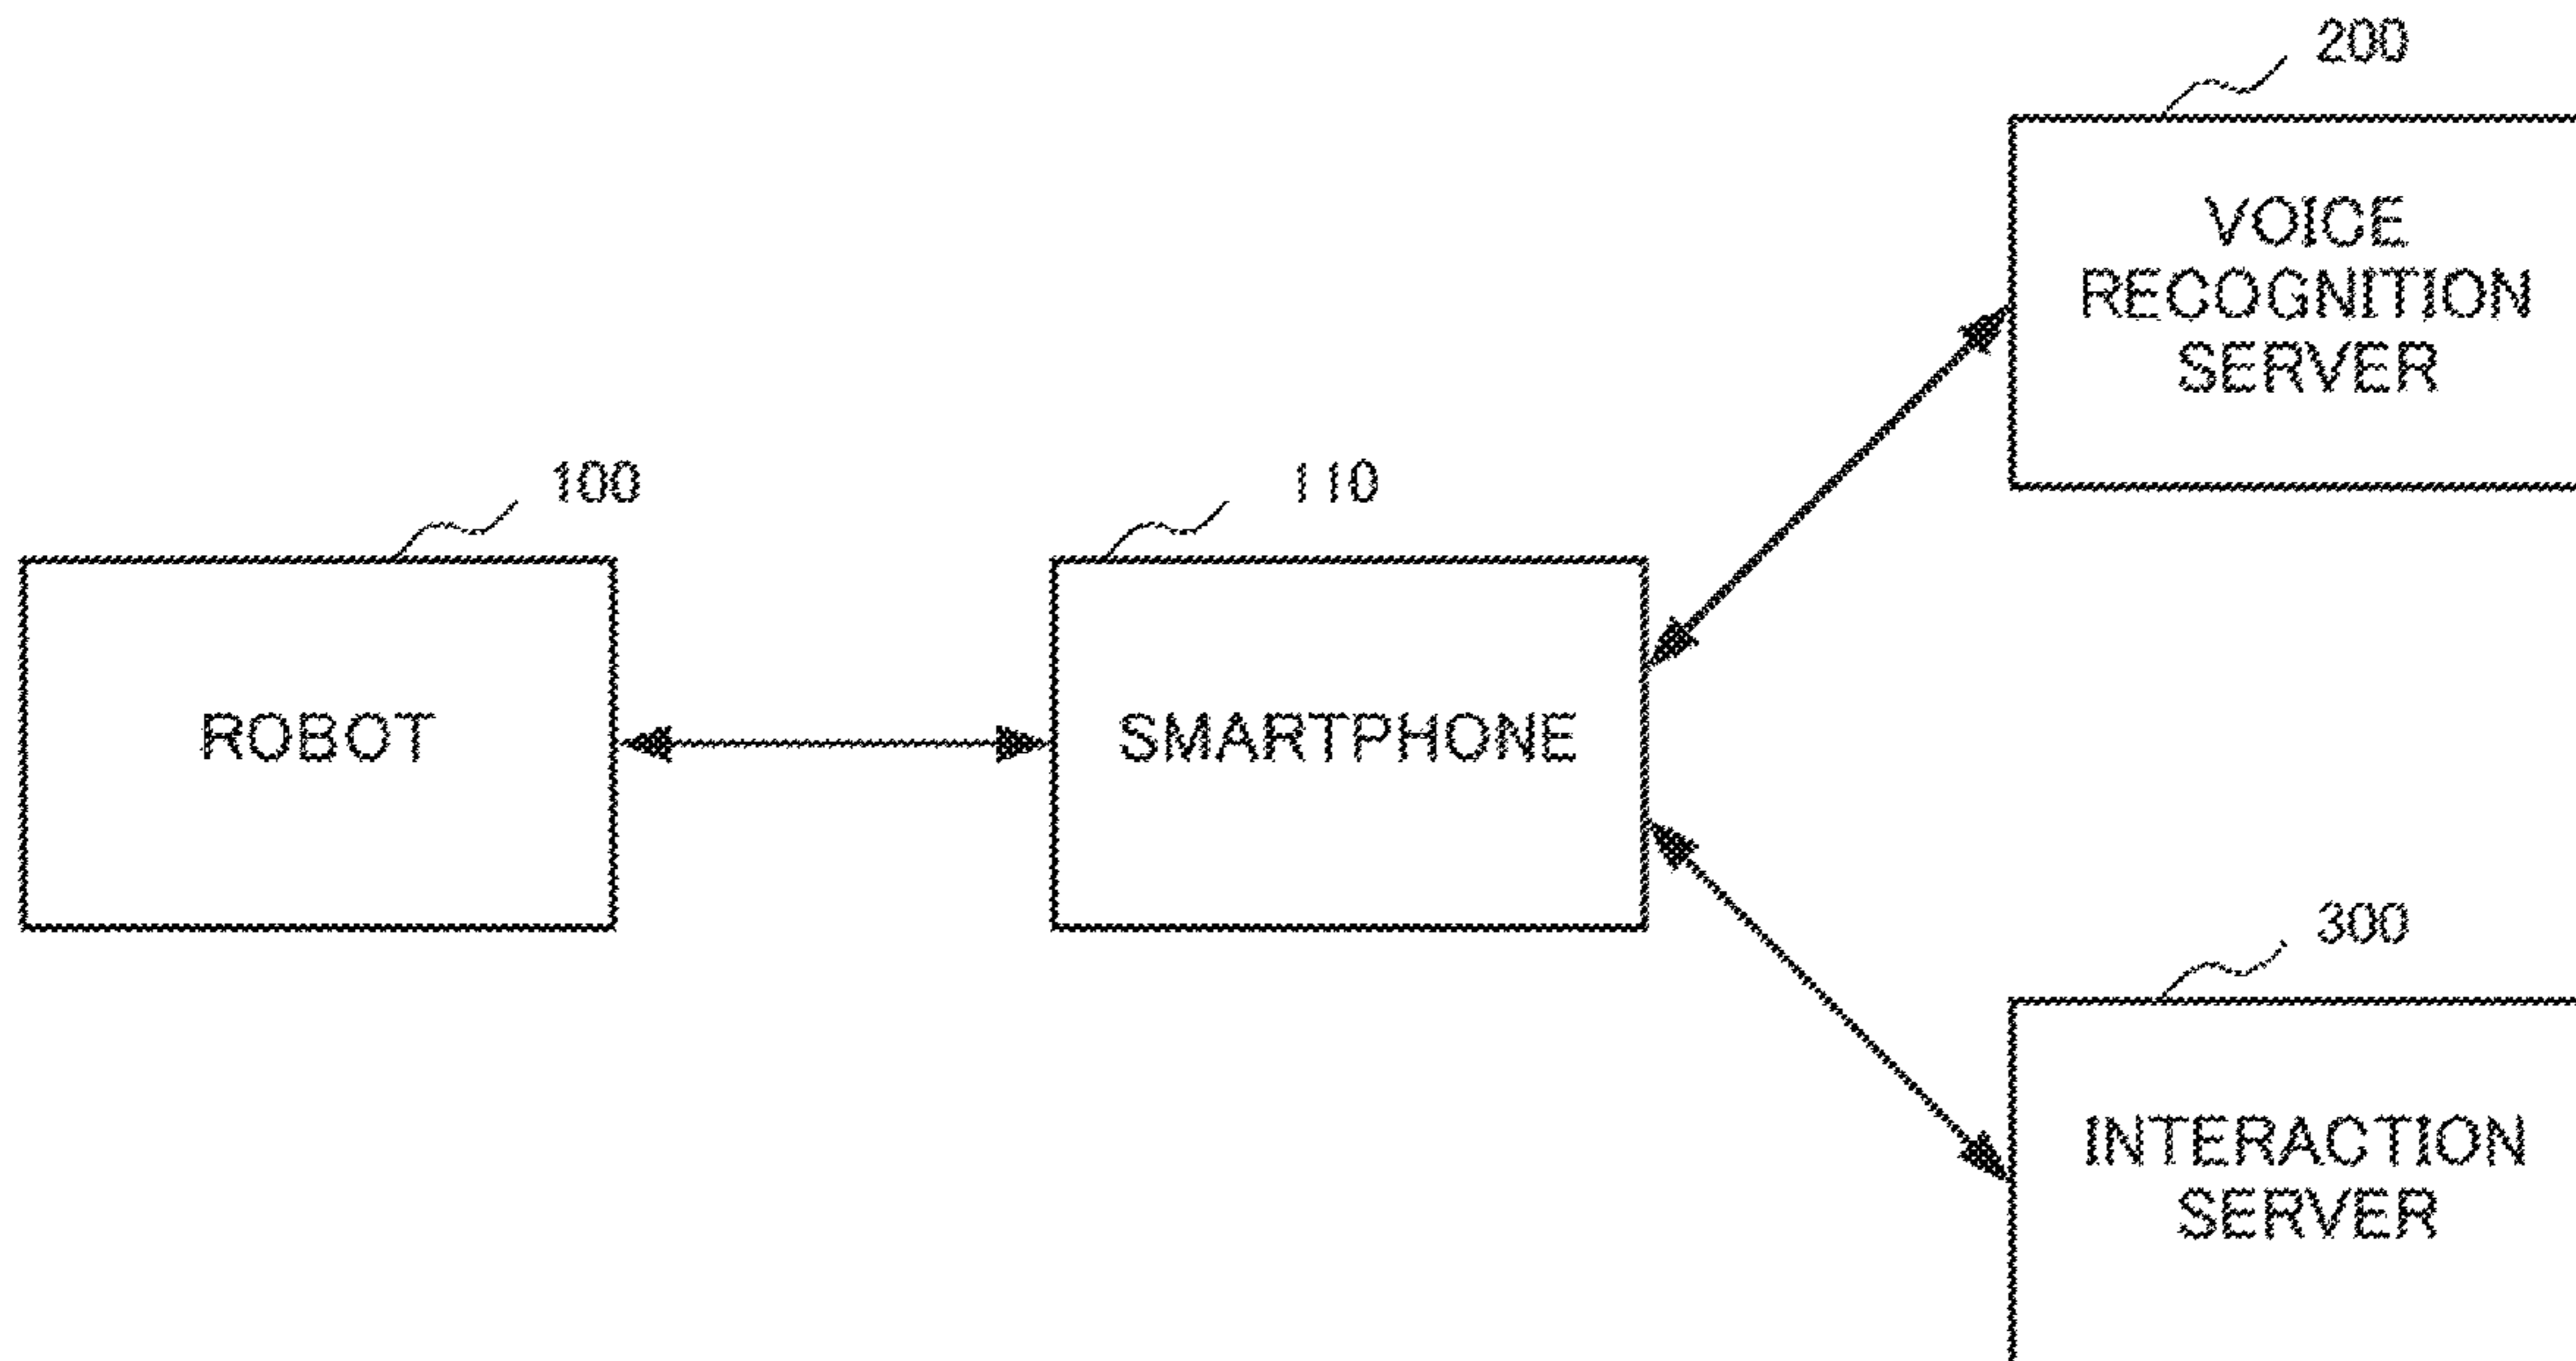 200
VOICE
RECOGNITION
SERVER
100
110
ROBOT
SMARTPHONE
300
INTERACTION
SERVER